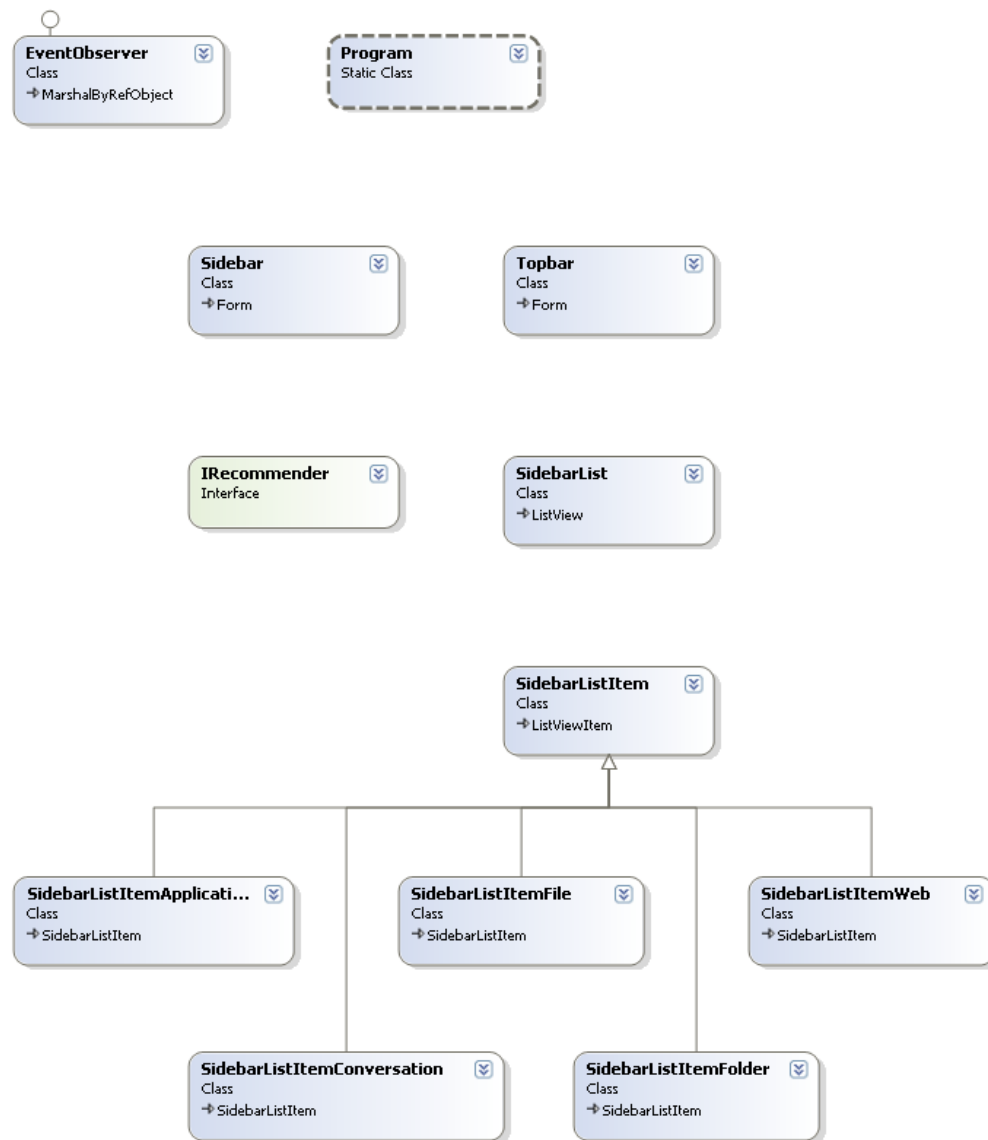 EventObserver
Class
MarshalByRefObject
Program
Static Class
Sidebar
Class
Form
Topbar
Class
Form
IRecommender
Interface
SidebarList
Class
ListView
SidebarListItem
Class
ListViewItem
SidebarListItemApplicati...
Class
SidebarListItem
SidebarListItemFile
Class
SidebarListItem
SidebarListItemWeb
Class
SidebarListItem
SidebarListItemConversation
Class
SidebarListItem
SidebarListItemFolder
Class
SidebarListItem